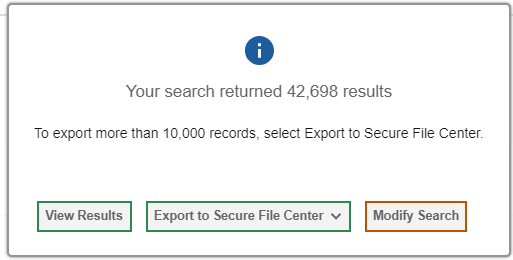 Your search returned 42,698 results
To export more than 10,000 records, select Export to Secure File Center.
View Results
Export to Secure File Center
Modify Search